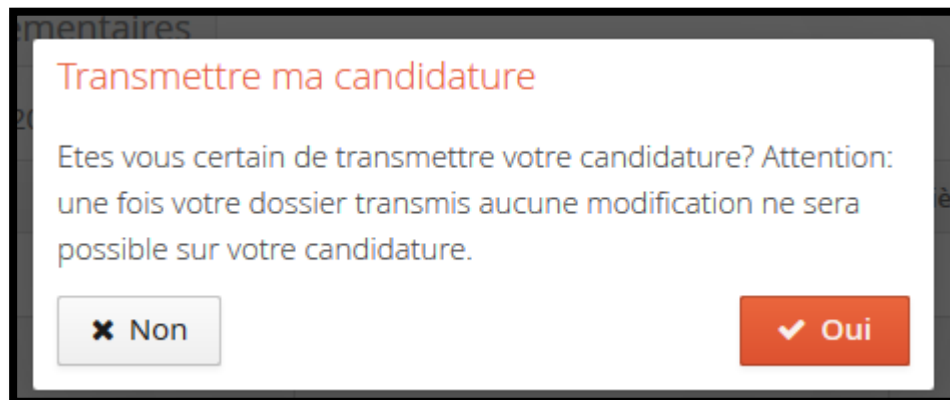 ementaires
Transmettre ma candidature
Etes vous certain de transmettre votre candidature? Attention:
une fois votre dossier transmis aucune modification ne sera
possible sur votre candidature.
Non
Oui